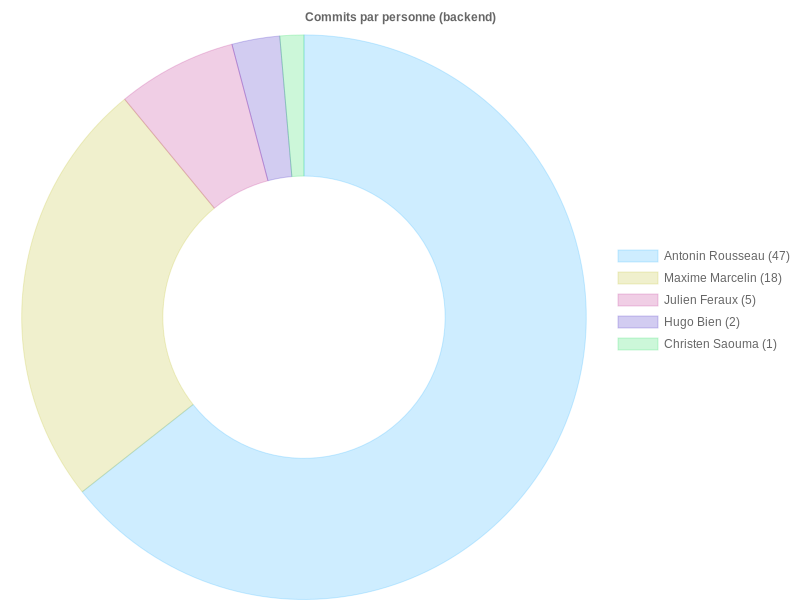 Commits par personne (backend)
Antonin Rousseau (47)
Maxime Marcelin (18)
Julien Feraux (5)
Hugo Bien (2)
Christen Saouma (1)